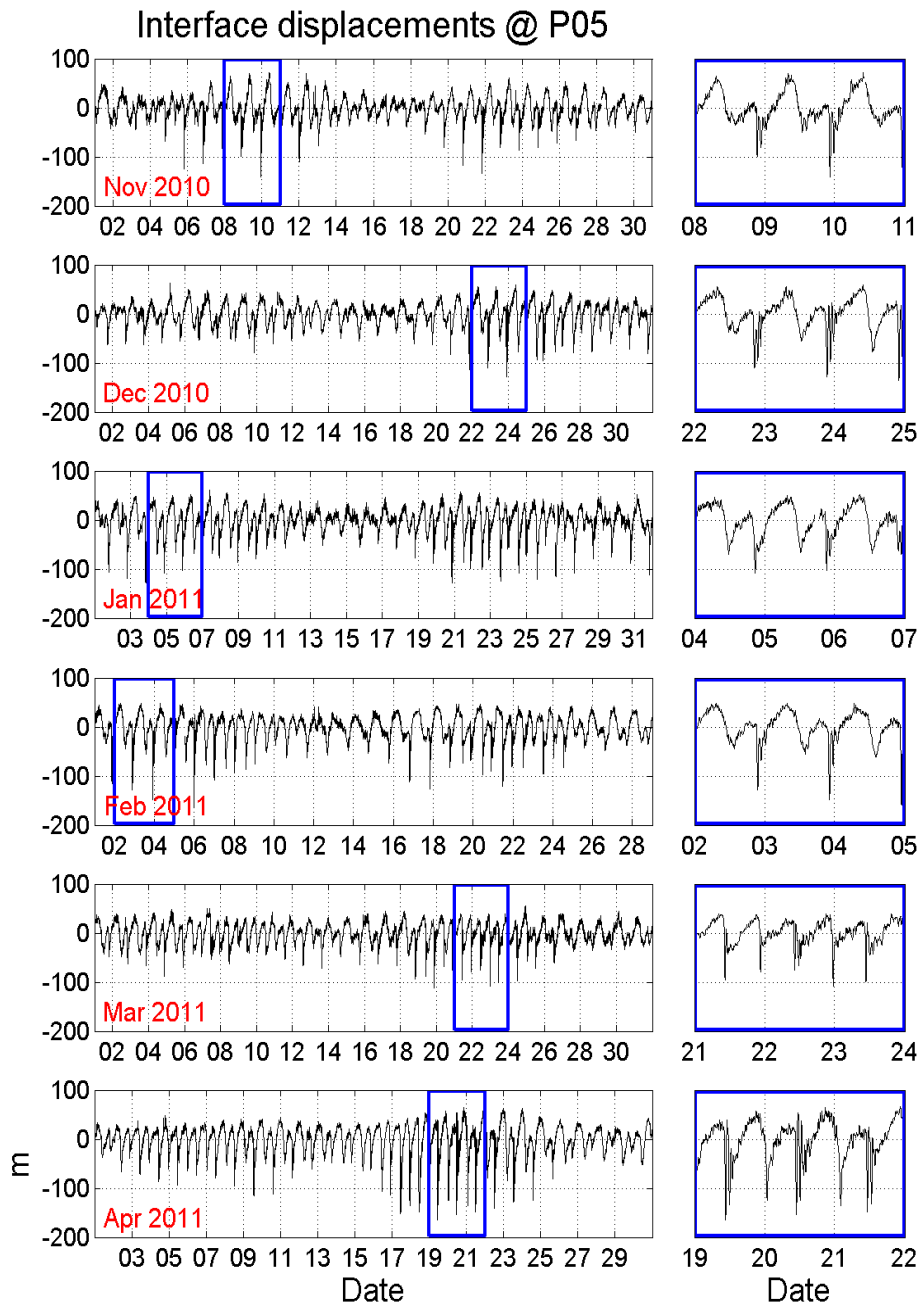 Interface displacements @ P05
100
0
-100
-200
Nov 2010
02 04 06 08 10 12 14 16 18 20 22 24 26 28 30
08 09 10 11
100
0
-100
-200
Dec 2010
02 04 06 08 10 12 14 16 18 20 22 24 26 28 30
22 23 24 25
100
0
-100
-200
Jan 2011
03 05 07 09 11 13 15 17 19 21 23 25 27 29 31
04 05 06 07
100
0
-100
-200
Feb 2011
02 04 06 08 10 12 14 16 18 20 22 24 26 28
02 03 04 05
100
0
-100
-200
Mar 2011
02 04 06 08 10 12 14 16 18 20 22 24 26 28 30
21 22 23 24
100
0
-100
-200
m
Apr 2011
03 05 07 09 11 13 15 17 19 21 23 25 27 29
19 20 21 22
Date Date